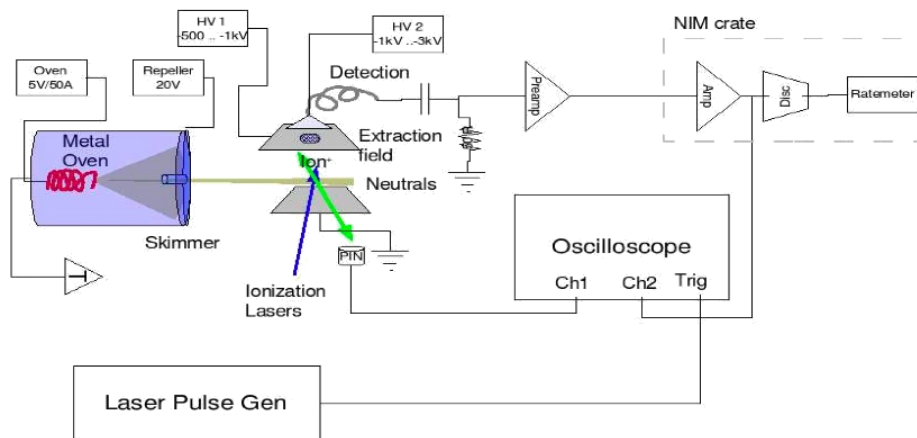 HV 1
-500 .. -1kV
HV 2
-1kV ..-3kV
NIM crate
Oven
5V/50A
Repeller
20V
Detection
Preamp
Amp
Disc
Ratemeter
Metal
Oven
Extraction
field
Ion+
Neutrals
Skimmer
PIN
T
Oscilloscope
Ch1
Ch2
Trig
Ionization
Lasers
Laser Pulse Gen